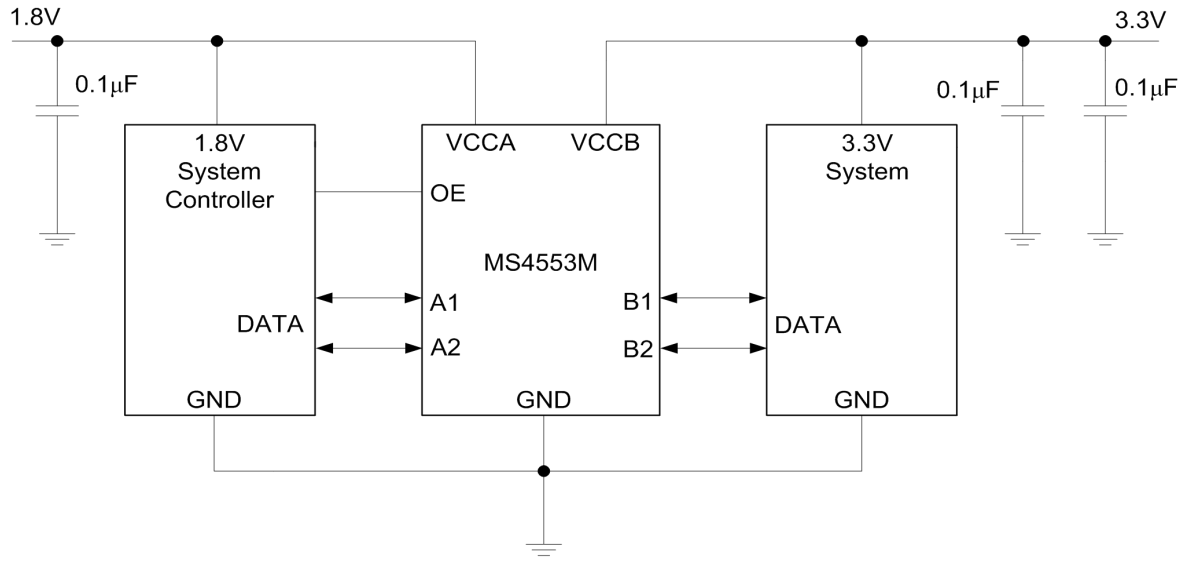 1.8V
3.3V
0.1μF
0.1μF
0.1μF
1.8V
System
Controller
VCCA
VCCB
3.3V
System
OE
MS4553M
A1
B1
DATA
DATA
A2
B2
GND
GND
GND